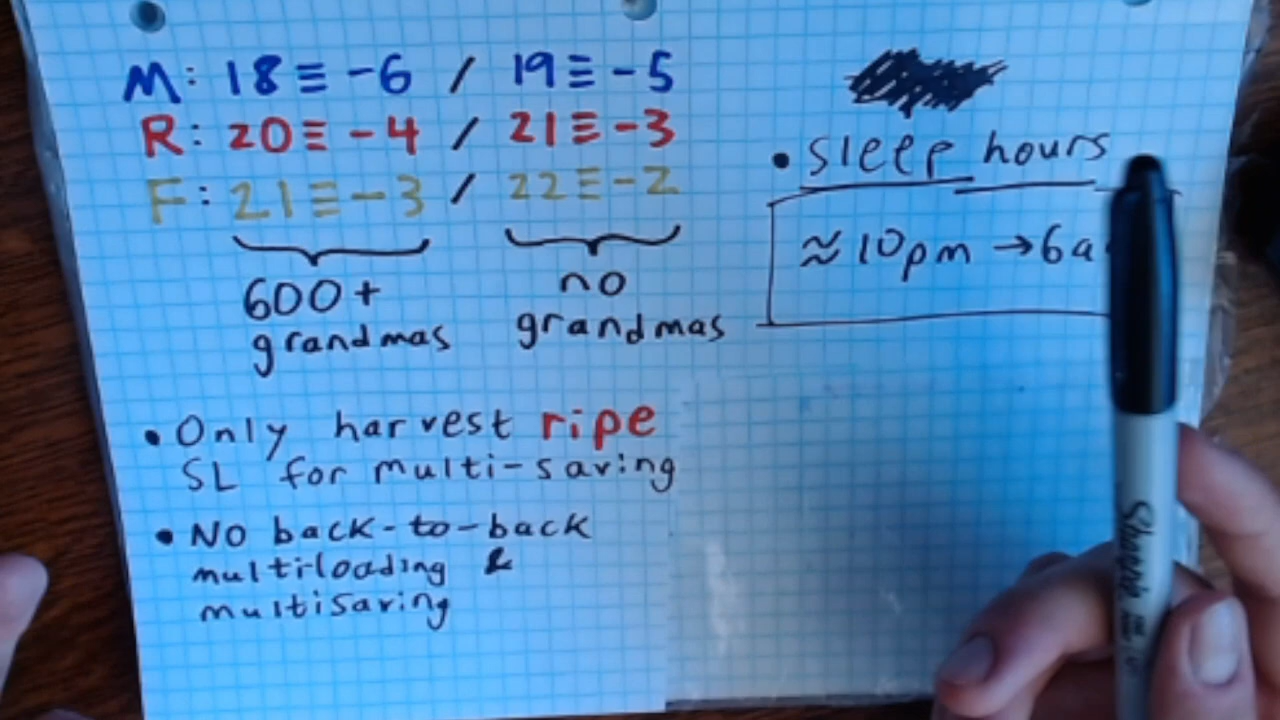 M: 18 ≡ -6 / 19 ≡ -5
R: 20 ≡ -4 / 21 ≡ -3
F: 21 ≡ -3 / 22 ≡ -2
600+
grandmas
no
grandmas
• Only harvest ripe
SL for multi-saving
• No back-to-back
multiloading &
multisaving
• Sleep hours
≈ 10pm → 6a
Sharpie